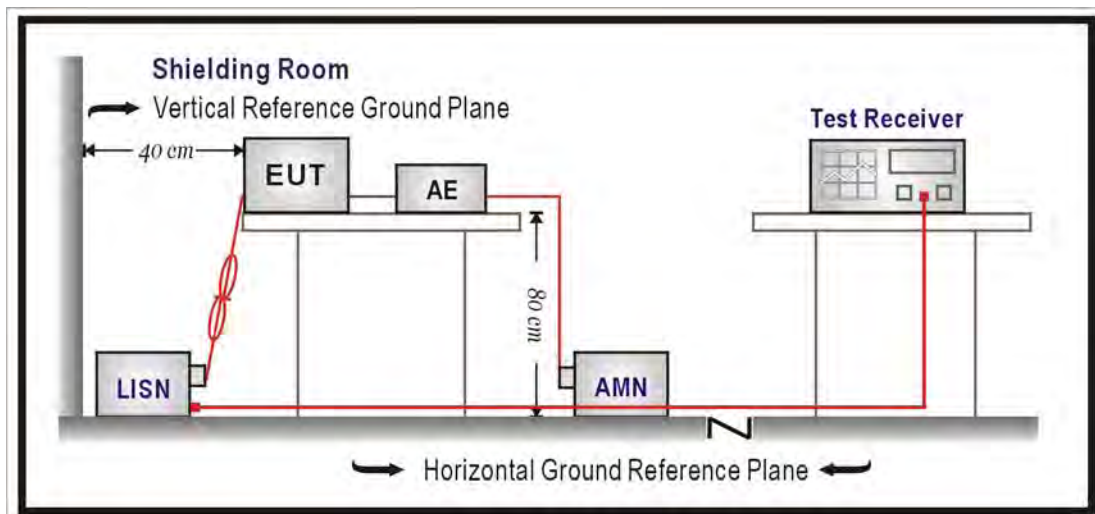 Shielding Room
Vertical Reference Ground Plane
40 cm
EUT
AE
Test Receiver
80 cm
LISN
AMN
Horizontal Ground Reference Plane